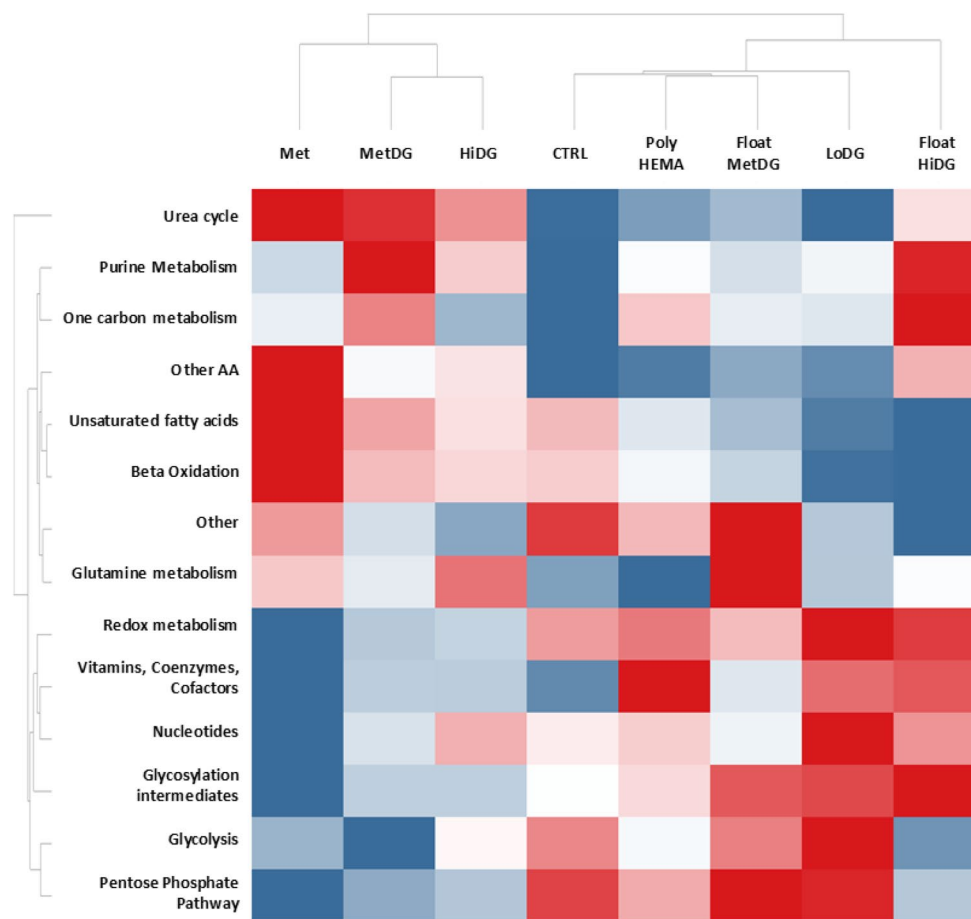 Met MetDG HiDG CTRL Poly HEMA Float MetDG LoDG Float HiDG
Urea cycle
Purine Metabolism
One carbon metabolism
Other AA
Unsaturated fatty acids
Beta Oxidation
Other
Glutamine metabolism
Redox metabolism
Vitamins, Coenzymes,
Cofactors
Nucleotides
Glycosylation
intermediates
Glycolysis
Pentose Phosphate
Pathway